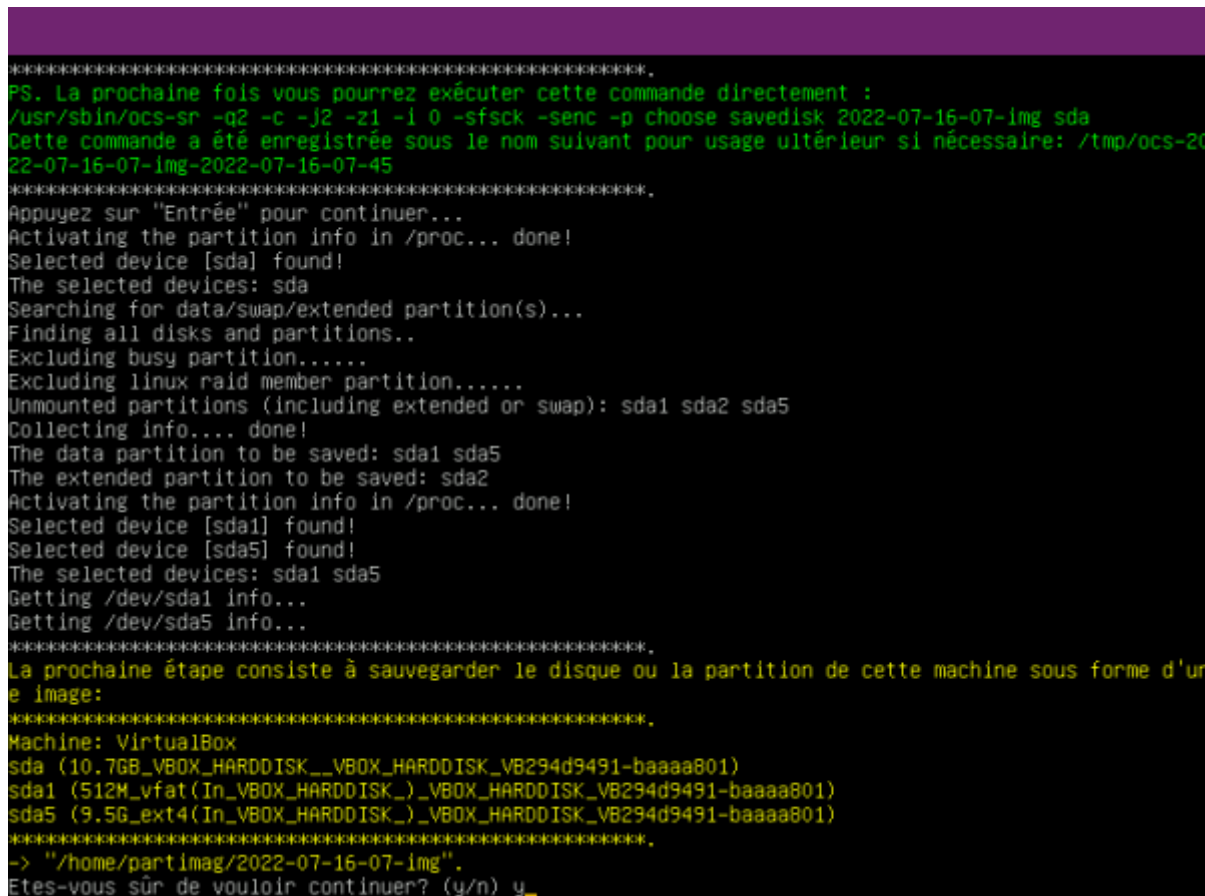 *****************************************************.
PS. La prochaine fois vous pourrez exécuter cette commande directement :
/usr/sbin/ocs-sr -q2 -c -j2 -z1 -i 0 -sfsck -senc -p choose savedisk 2022-07-16-07-img sda
Cette commande a été enregistrée sous le nom suivant pour usage ultérieur si nécessaire: /tmp/ocs-20
22-07-16-07-img-2022-07-16-07-45
*****************************************************.
Appuyez sur "Entrée" pour continuer...
Activating the partition info in /proc... done!
Selected device [sda] found!
The selected devices: sda
Searching for data/swap/extended partition(s)...
Finding all disks and partitions..
Excluding busy partition......
Excluding linux raid member partition......
Unmounted partitions (including extended or swap): sda1 sda2 sda5
Collecting info.... done!
The data partition to be saved: sda1 sda5
The extended partition to be saved: sda2
Activating the partition info in /proc... done!
Selected device [sda1] found!
Selected device [sda5] found!
The selected devices: sda1 sda5
Getting /dev/sda1 info...
Getting /dev/sda5 info...
*****************************************************.
La prochaine étape consiste à sauvegarder le disque ou la partition de cette machine sous forme d'un
e image:
*****************************************************.
Machine: VirtualBox
sda (10.7GB_VBOX_HARDDISK__VBOX_HARDDISK_VB294d9491-baaaa801)
sda1 (512M_vfat(In_VBOX_HARDDISK_)_VBOX_HARDDISK_VB294d9491-baaaa801)
sda5 (9.5G_ext4(In_VBOX_HARDDISK_)_VBOX_HARDDISK_VB294d9491-baaaa801)
*****************************************************.
-> "/home/partimag/2022-07-16-07-img".
Etes-vous sûr de vouloir continuer? (y/n) y_